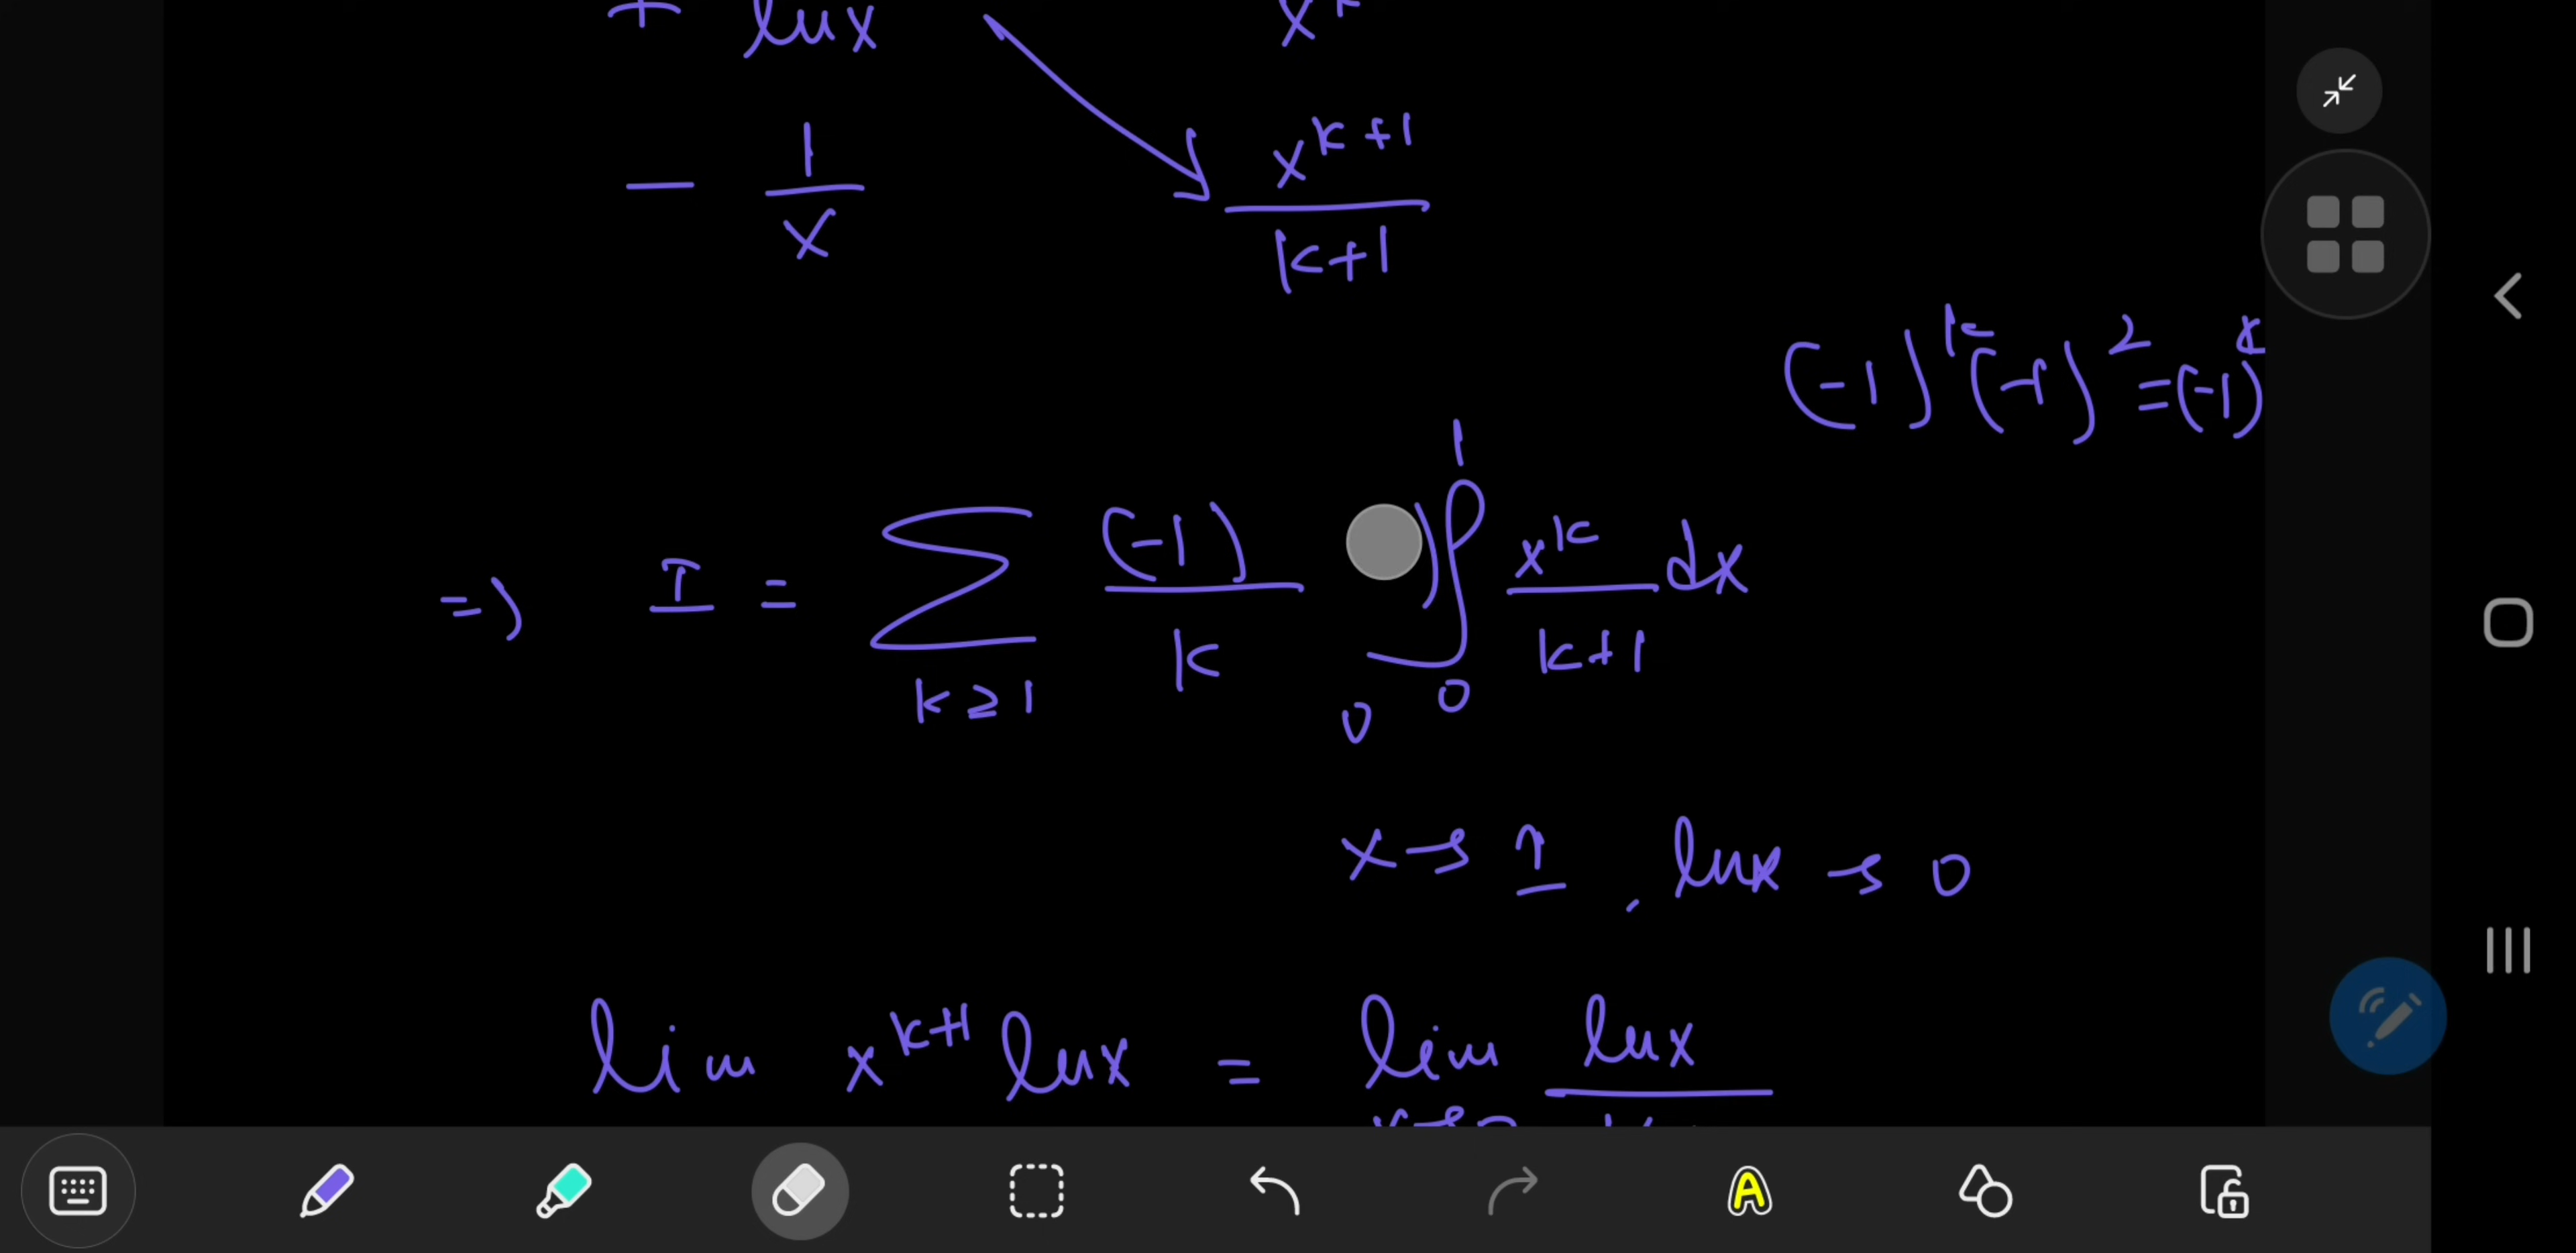 + lnx x^k
- 1/x x^{k+1}/(k+1)
(-1)^k (-1)^2 = (-1)^k
=> I = ∑_{k≥1} (-1)/k ∫_0^1 x^k/(k+1) dx
0
x → 1, lnx → 0
lim x^{k+1} lnx = lim lnx
A